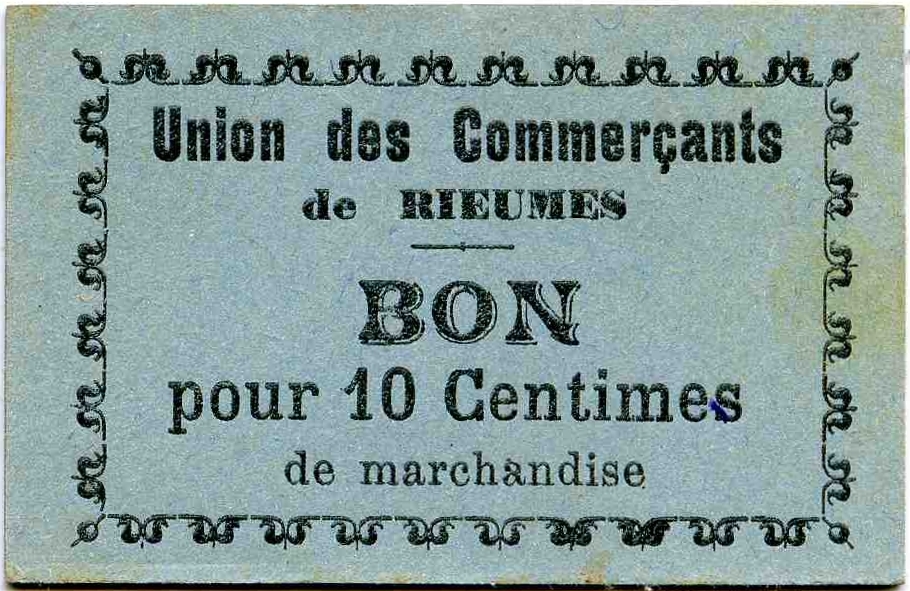 Union des Commerçants
de RIEUMES
BON
pour 10 Centimes
de marchandise